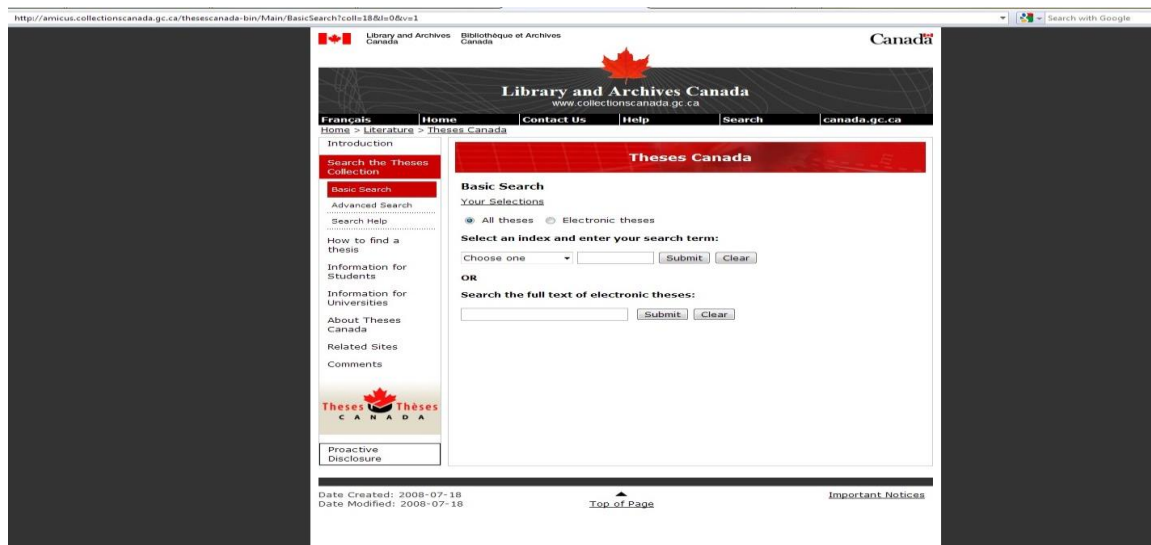 http://amicus.collectionscanada.gc.ca/thesescanada-bin/Main/BasicSearch?coll=18&l=0&v=1
Search with Google
Library and Archives Canada
Bibliothèque et Archives Canada
Canada
Library and Archives Canada
www.collectionscanada.gc.ca
Français Home Contact Us Help Search canada.gc.ca
Home > Literature > Theses Canada
Introduction
Search the Theses
Collection
Basic Search
Advanced Search
Search Help
How to find a
thesis
Information for
Students
Information for
Universities
About Theses
Canada
Related Sites
Comments
Theses Thèses
CANADA
Proactive
Disclosure
Theses Canada
Basic Search
Your Selections
All theses Electronic theses
Select an index and enter your search term:
Choose one Submit Clear
OR
Search the full text of electronic theses:
Submit Clear
Date Created: 2008-07-18
Date Modified: 2008-07-18
Top of Page
Important Notices